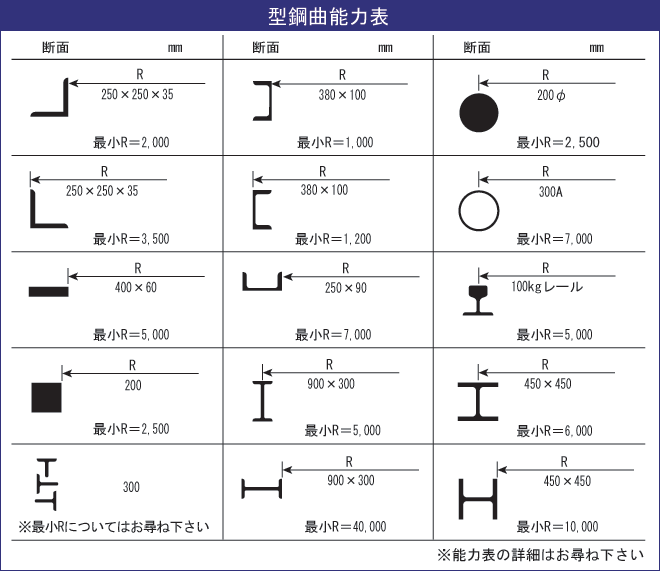 型鋼曲能力表
断面 mm 断面 mm 断面 mm
R R R
250×250×35 380×100 200φ
最小R=2,000 最小R=1,000 最小R=2,500
R R R
250×250×35 380×100 300A
最小R=3,500 最小R=1,200 最小R=7,000
R R R
400×60 250×90 100kgレール
最小R=5,000 最小R=7,000 最小R=5,000
R R R
200 900×300 450×450
最小R=2,500 最小R=5,000 最小R=6,000
R R
300 900×300 450×450
※最小Rについてはお尋ね下さい 最小R=40,000 最小R=10,000
※能力表の詳細はお尋ね下さい